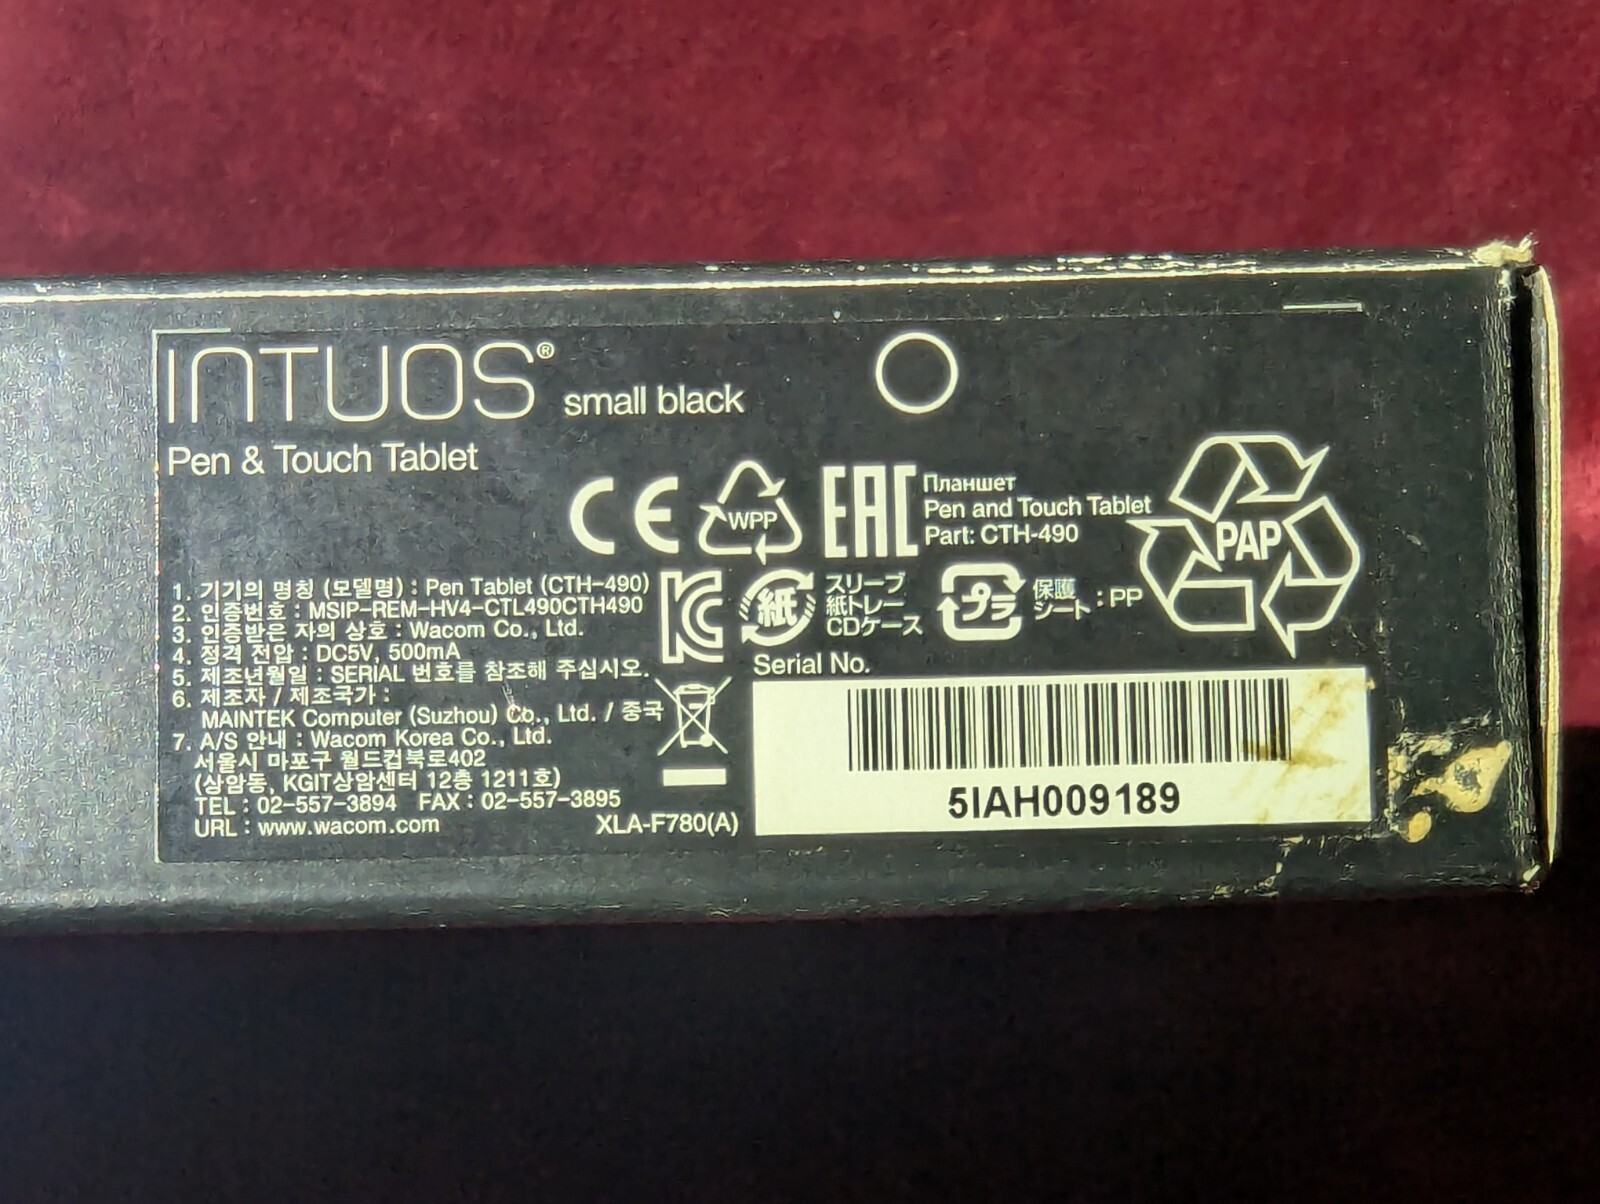 INTUOS® small black
Pen & Touch Tablet
CE
WPP
EAC
Планшет
Pen and Touch Tablet
Part: CTH-490
PAP
1. 기기의 명칭 (모델명) : Pen Tablet (CTH-490)
2. 인증번호 : MSIP-REM-HV4-CTL490CTH490
3. 인증받은 자의 상호 : Wacom Co., Ltd.
4. 정격 전압 : DC5V, 500mA
5. 제조년월일 : SERIAL 번호를 참조해 주십시오.
6. 제조자 / 제조국가 :
MAINTEK Computer (Suzhou) Co., Ltd. / 중국
7. A/S 안내 : Wacom Korea Co., Ltd.
서울시 마포구 월드컵북로402
(상암동, KGIT상암센터 12층 1211호)
TEL : 02-557-3894 FAX : 02-557-3895
URL : www.wacom.com
XLA-F780(A)
KC
紙
スリーブ
紙トレー
CDケース
プラ
保護
シート : PP
Serial No.
5IAH009189